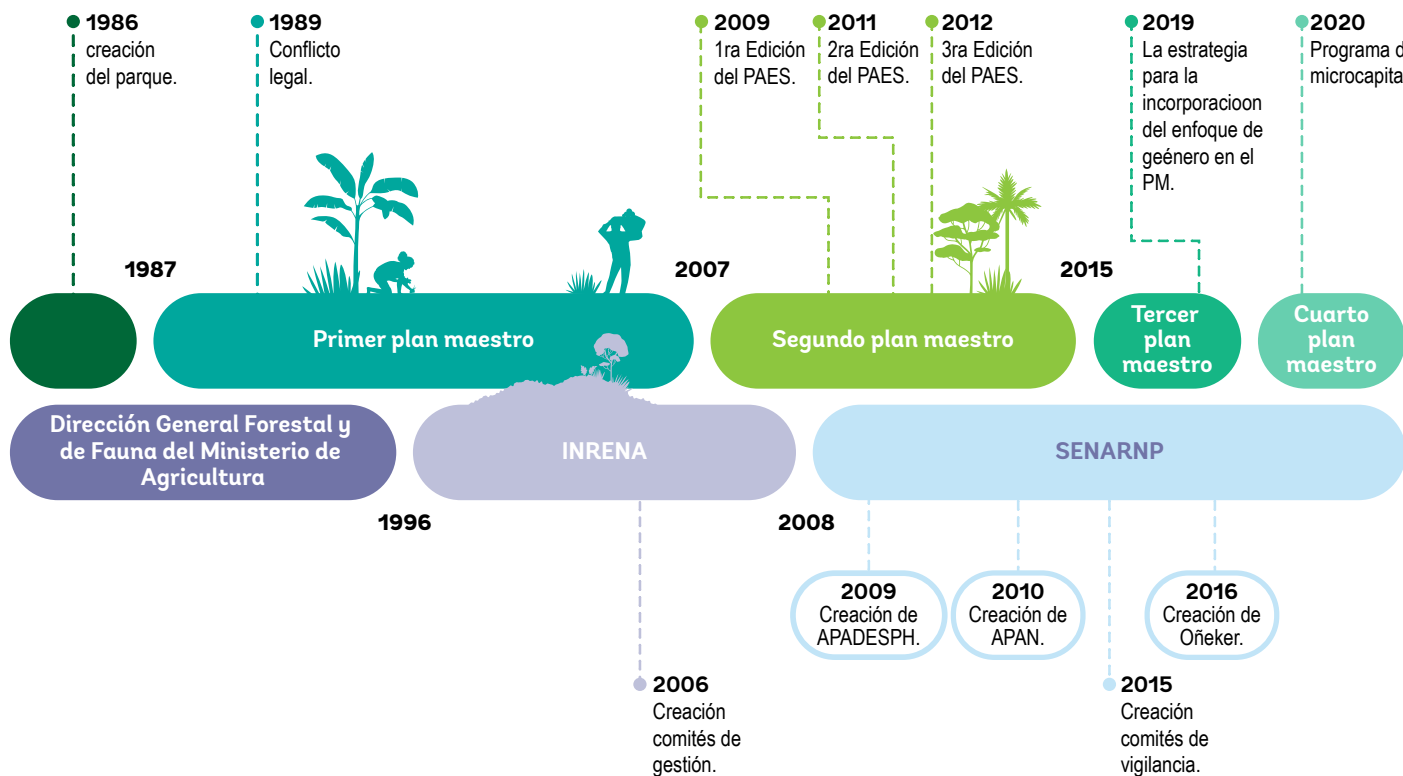 1986
creación
del parque.
1989
Conflicto
legal.
2009
1ra Edición
del PAES.
2011
2ra Edición
del PAES.
2012
3ra Edición
del PAES.
2019
La estrategia
para la
incorporacioon
del enfoque de
geénero en el
PM.
2020
Programa d
microcapita
1987
2007
2015
Primer plan maestro
Segundo plan maestro
Tercer
plan
maestro
Cuarto
plan
maestro
Dirección General Forestal y
de Fauna del Ministerio de
Agricultura
INRENA
SENARNP
1996
2008
2009
Creación de
APADESPH.
2010
Creación de
APAN.
2016
Creación de
Oñeker.
2006
Creación
comités de
gestión.
2015
Creación
comités de
vigilancia.